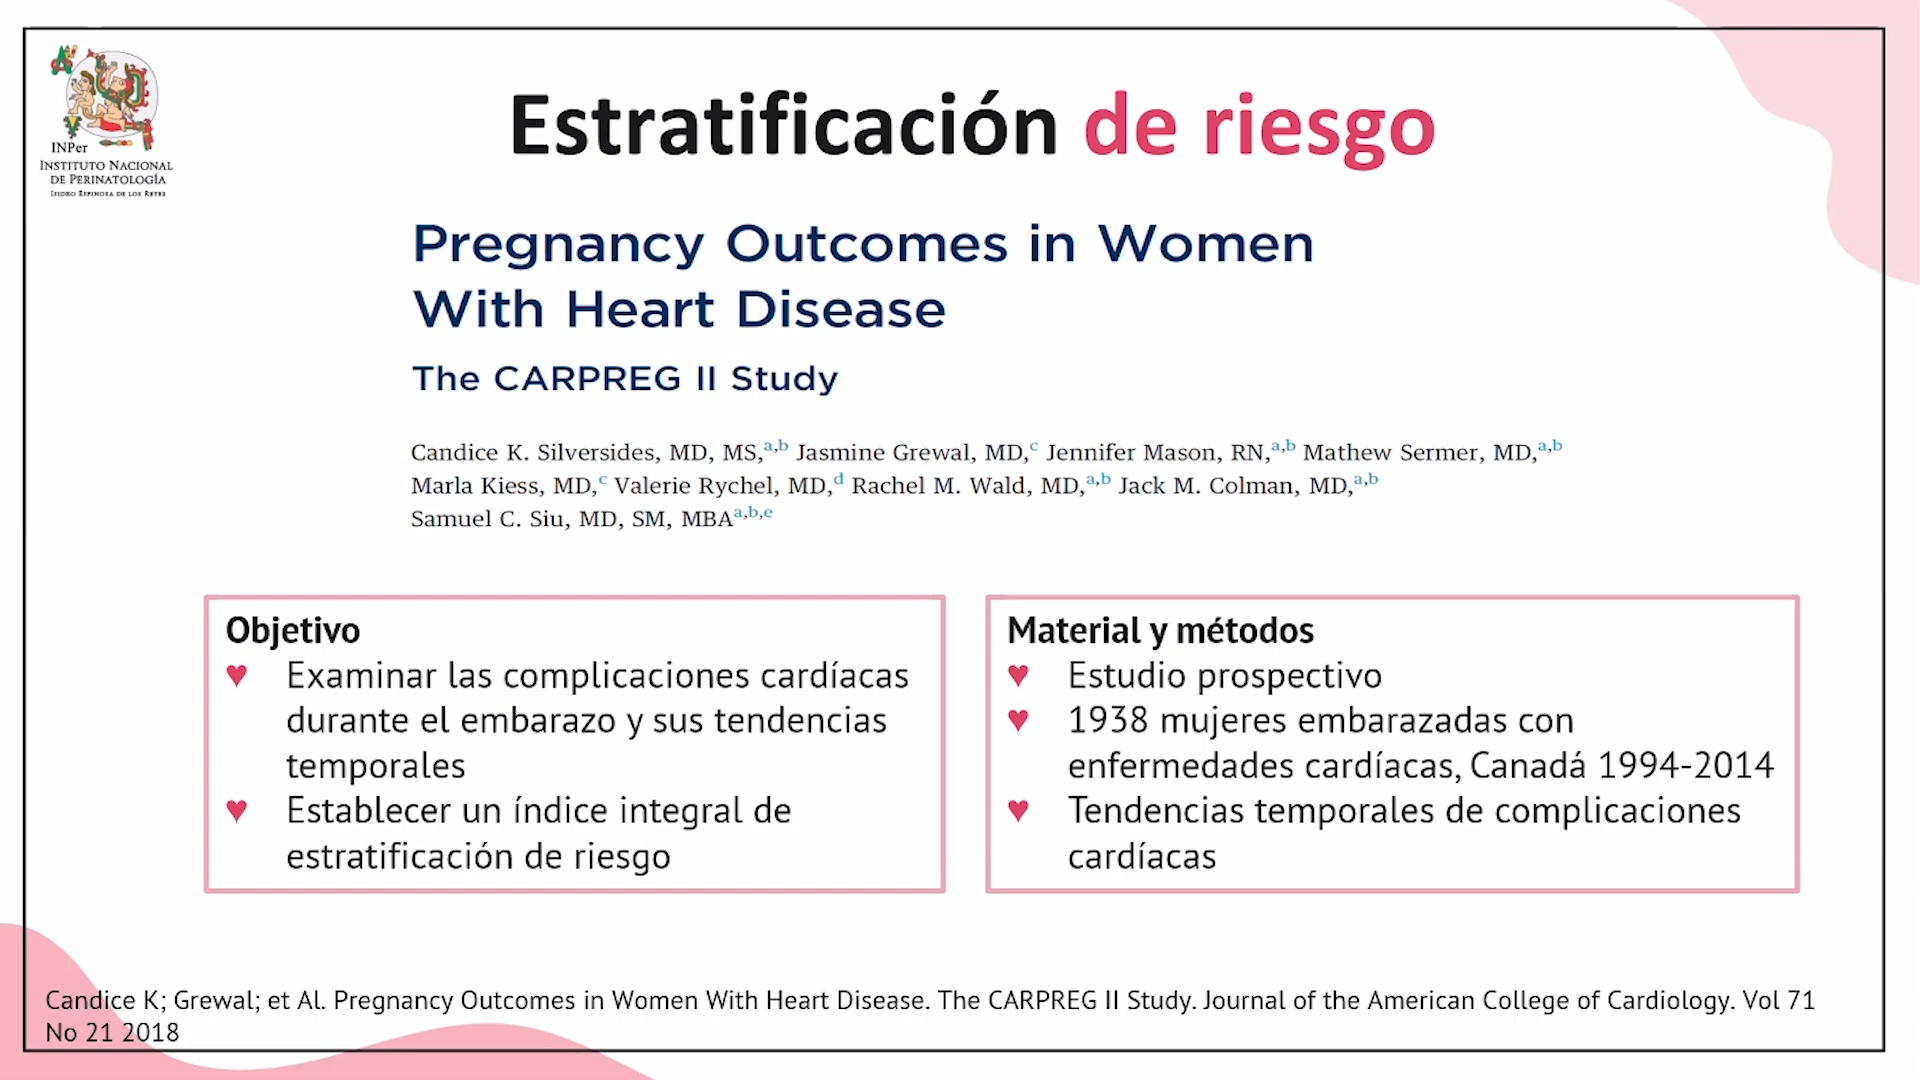 INPer
INSTITUTO NACIONAL
DE PERINATOLOGÍA
ISIDRO ESPINOSA DE LOS REYES
Estratificación de riesgo
Pregnancy Outcomes in Women
With Heart Disease
The CARPREG II Study
Candice K. Silversides, MD, MS,a,b Jasmine Grewal, MD,c Jennifer Mason, RN,a,b Mathew Sermer, MD,a,b
Marla Kiess, MD,c Valerie Rychel, MD,d Rachel M. Wald, MD,a,b Jack M. Colman, MD,a,b
Samuel C. Siu, MD, SM, MBAa,b,e
Objetivo
♥ Examinar las complicaciones cardíacas
durante el embarazo y sus tendencias
temporales
♥ Establecer un índice integral de
estratificación de riesgo
Material y métodos
♥ Estudio prospectivo
♥ 1938 mujeres embarazadas con
enfermedades cardíacas, Canadá 1994-2014
♥ Tendencias temporales de complicaciones
cardíacas
Candice K; Grewal; et Al. Pregnancy Outcomes in Women With Heart Disease. The CARPREG II Study. Journal of the American College of Cardiology. Vol 71
No 21 2018